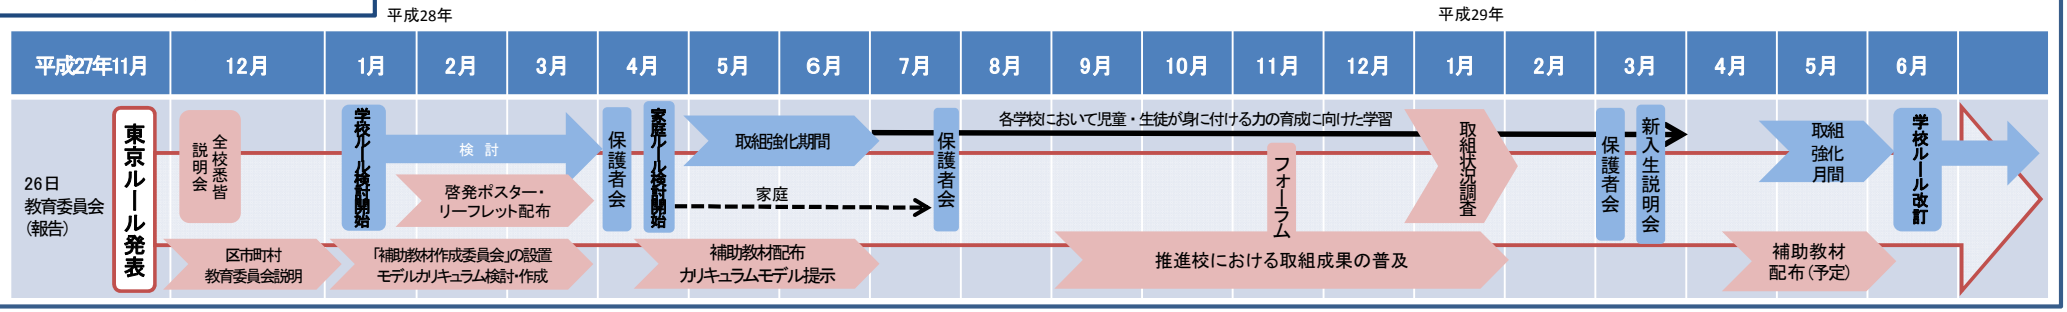 平成28年
平成29年
平成27年11月
12月
1月
2月
3月
4月
5月
6月
7月
8月
9月
10月
11月
12月
1月
2月
3月
4月
5月
6月
26日
教育委員会
(報告)
東京ルール発表
全校悉皆
説明会
区市町村
教育委員会説明
学校ルール検討開始
検討
啓発ポスター・
リーフレット配布
「補助教材作成委員会」の設置
モデルカリキュラム検討・作成
保護者会
家庭ルール検討開始
取組強化期間
家庭
補助教材配布
カリキュラムモデル提示
保護者会
各学校において児童・生徒が身に付ける力の育成に向けた学習
フォーラム
推進校における取組成果の普及
取組状況調査
保護者会
新入生説明会
取組
強化
月間
補助教材
配布(予定)
学校ルール改訂